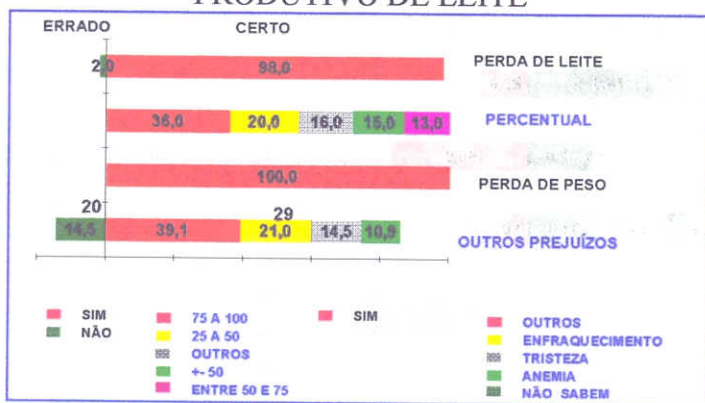 PRODUTIVO DE LEITE
ERRADO CERTO
2,0 98,0 PERDA DE LEITE
36,0 20,0 16,0 15,0 13,0 PERCENTUAL
100,0 PERDA DE PESO
20 29
14,5 39,1 21,0 14,5 10,9 OUTROS PREJUÍZOS
SIM 75 A 100 SIM OUTROS
NÃO 25 A 50 ENFRAQUECIMENTO
OUTROS TRISTEZA
+- 50 ANEMIA
ENTRE 50 E 75 NÃO SABEM